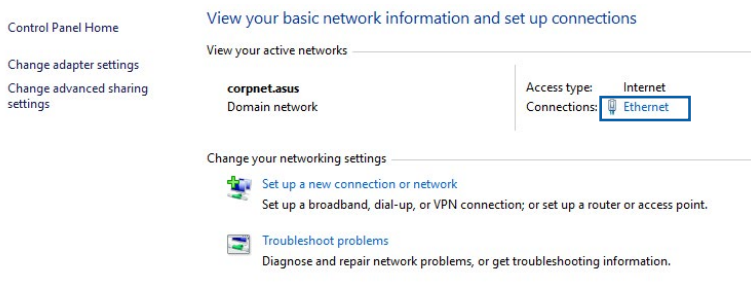 Control Panel Home
Change adapter settings
Change advanced sharing
settings
View your basic network information and set up connections
View your active networks
corpnet.asus
Domain network
Access type: Internet
Connections: Ethernet
Change your networking settings
Set up a new connection or network
Set up a broadband, dial-up, or VPN connection; or set up a router or access point.
Troubleshoot problems
Diagnose and repair network problems, or get troubleshooting information.